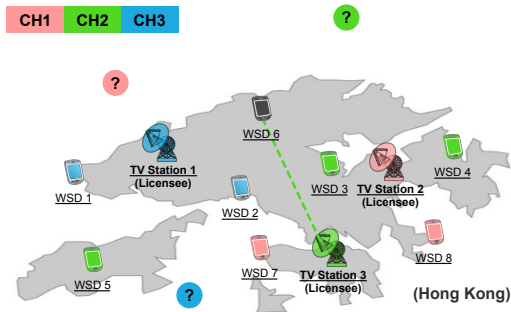 CH1 CH2 CH3
?
?
WSD 6
TV Station 1
(Licensee)
WSD 1
WSD 2
WSD 3
TV Station 2
(Licensee)
WSD 4
WSD 5
?
WSD 7
TV Station 3
(Licensee)
WSD 8
(Hong Kong)